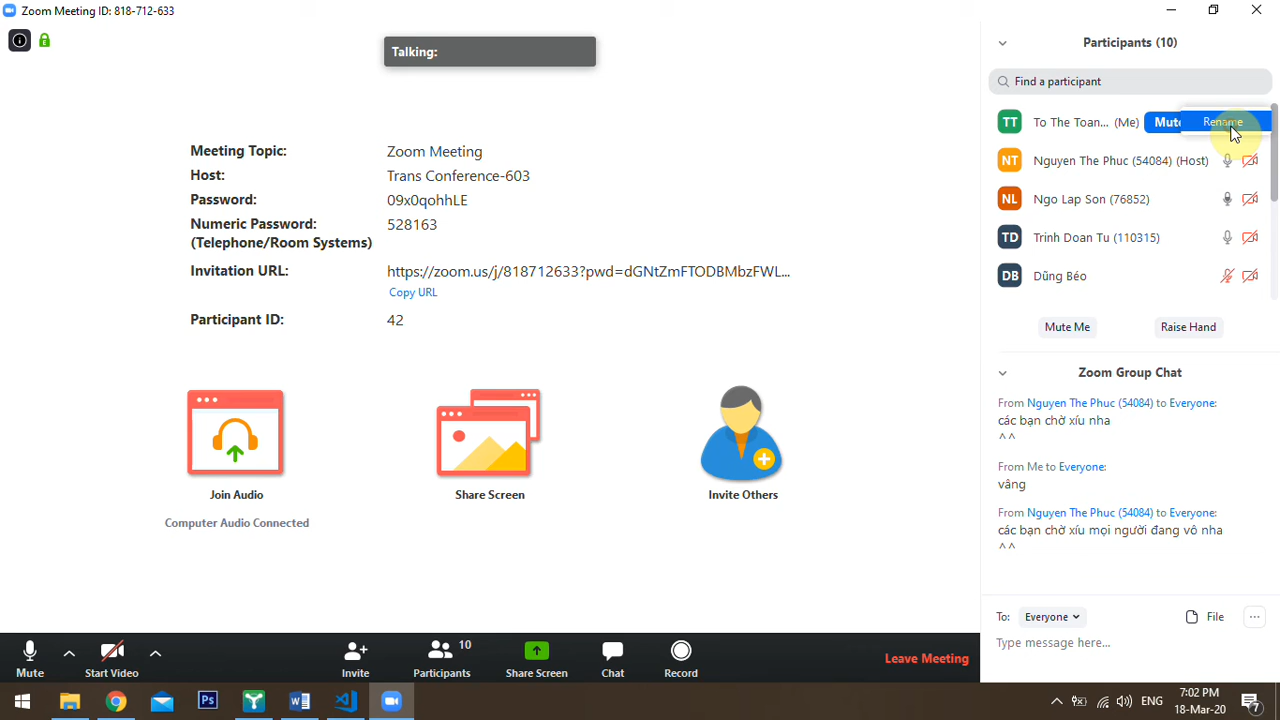 Zoom Meeting ID: 818-712-633
Talking:
Meeting Topic: Zoom Meeting
Host: Trans Conference-603
Password: 09x0qohhLE
Numeric Password: 528163
(Telephone/Room Systems)
Invitation URL: https://zoom.us/j/818712633?pwd=dGNtZmFTODBMbzFWL...
Copy URL
Participant ID: 42
Join Audio
Computer Audio Connected
Share Screen
Invite Others
Participants (10)
Find a participant
TT To The Toan... (Me) Mute Rename
NT Nguyen The Phuc (54084) (Host)
NL Ngo Lap Son (76852)
TD Trinh Doan Tu (110315)
DB Dũng Béo
Mute Me Raise Hand
Zoom Group Chat
From Nguyen The Phuc (54084) to Everyone:
các bạn chờ xíu nha
^ ^
From Me to Everyone:
vâng
From Nguyen The Phuc (54084) to Everyone:
các bạn chờ xíu mọi người đang vô nha
^ ^
To: Everyone File ...
Type message here...
Mute Start Video Invite Participants 10 Share Screen Chat Record Leave Meeting
Ps ENG 7:02 PM
18-Mar-20 7